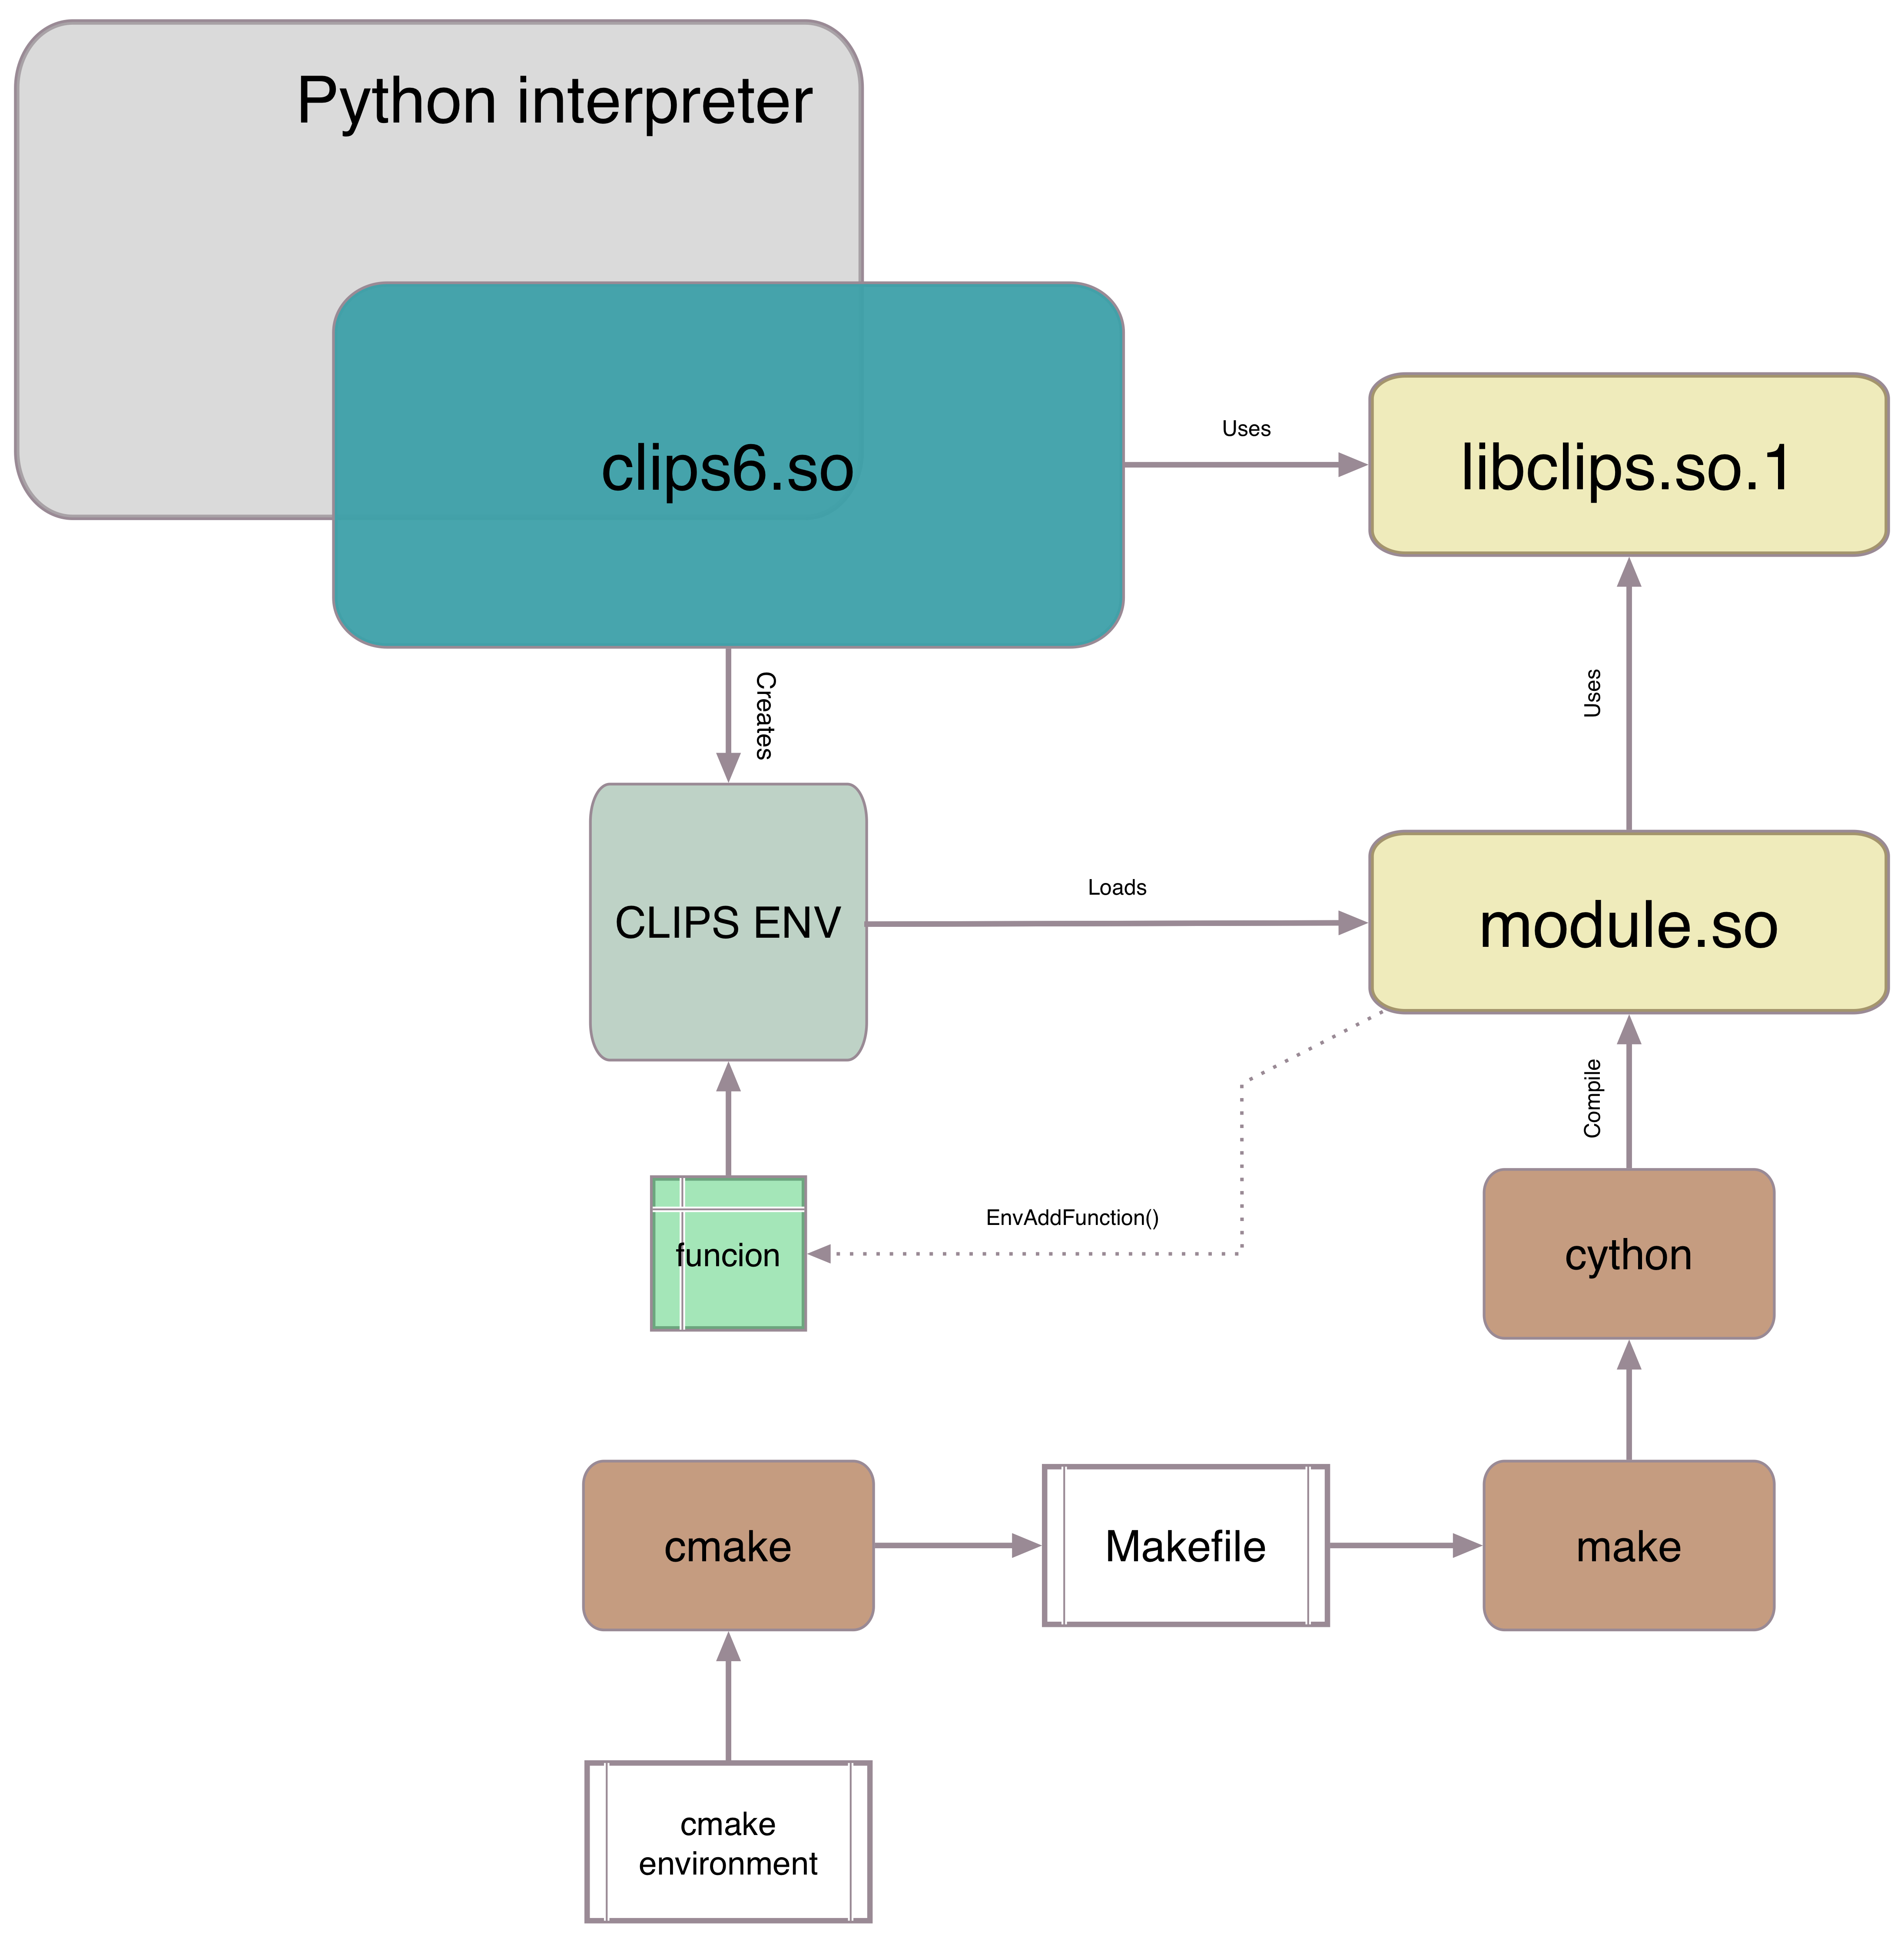 Python interpreter
clips6.so
Uses
libclips.so.1
Creates
Uses
CLIPS ENV
Loads
module.so
Compile
EnvAddFunction()
funcion
cython
cmake
Makefile
make
cmake
environment